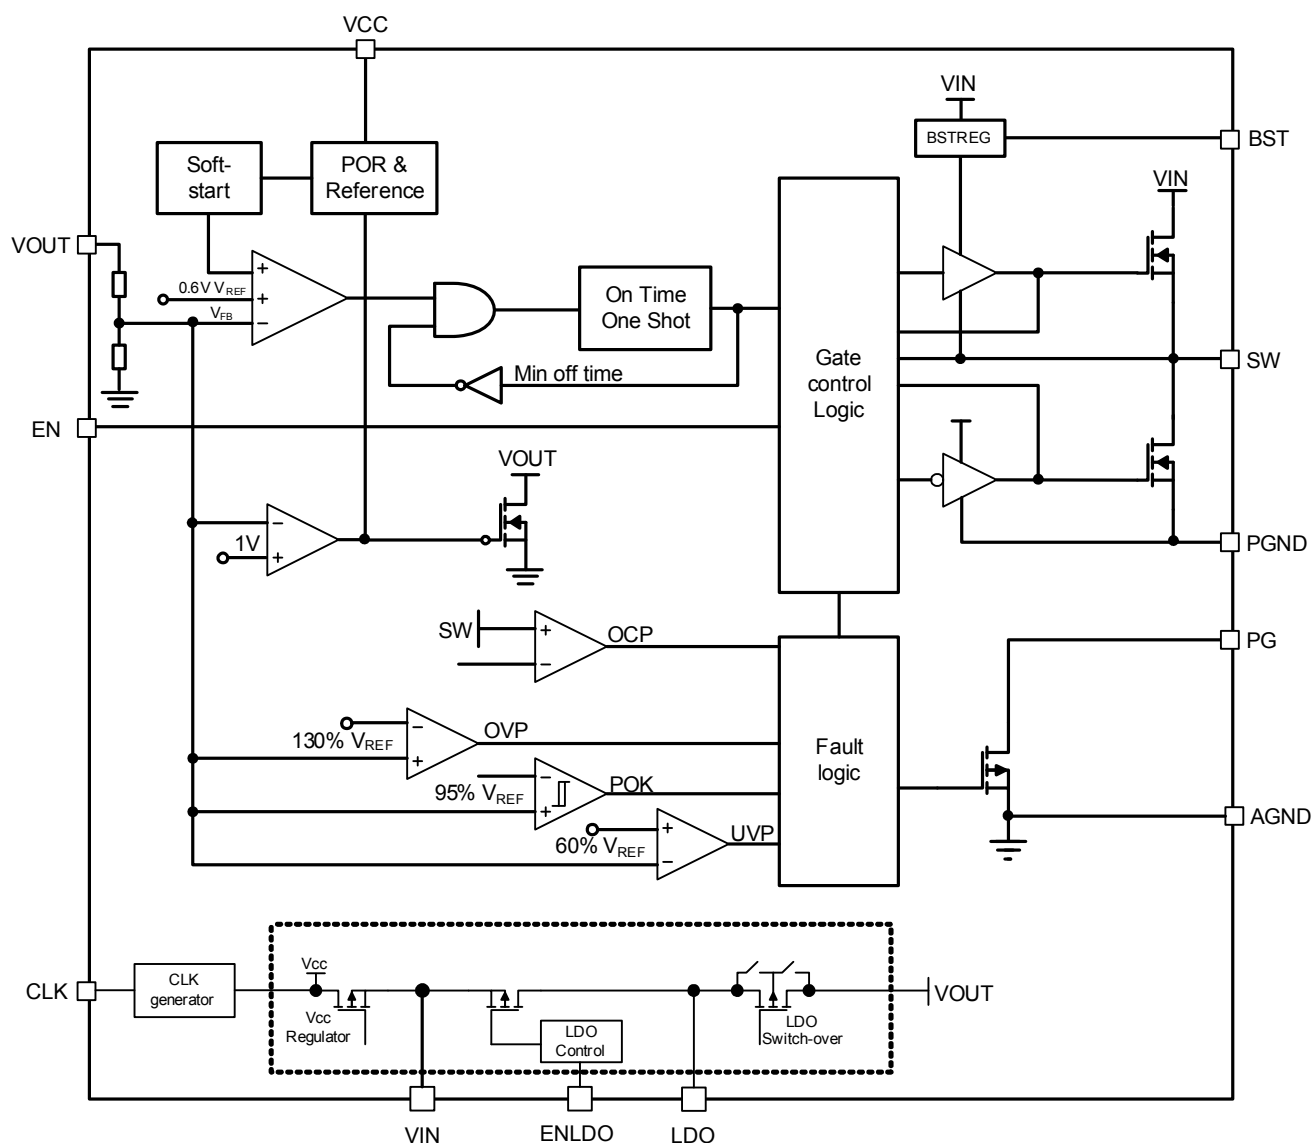 VCC
VIN
BSTREG
BST
Soft-
start
POR &
Reference
VIN
VOUT
+
0.6V VREF
+
VFB
−
On Time
One Shot
Min off time
Gate
control
Logic
SW
EN
VOUT
−
1V
+
PGND
SW
+
−
OCP
PG
130% VREF
−
+
OVP
95% VREF
−
+
POK
60% VREF
+
−
UVP
Fault
logic
AGND
CLK
CLK
generator
Vcc
Vcc
Regulator
LDO
Control
LDO
Switch-over
VOUT
VIN
ENLDO
LDO